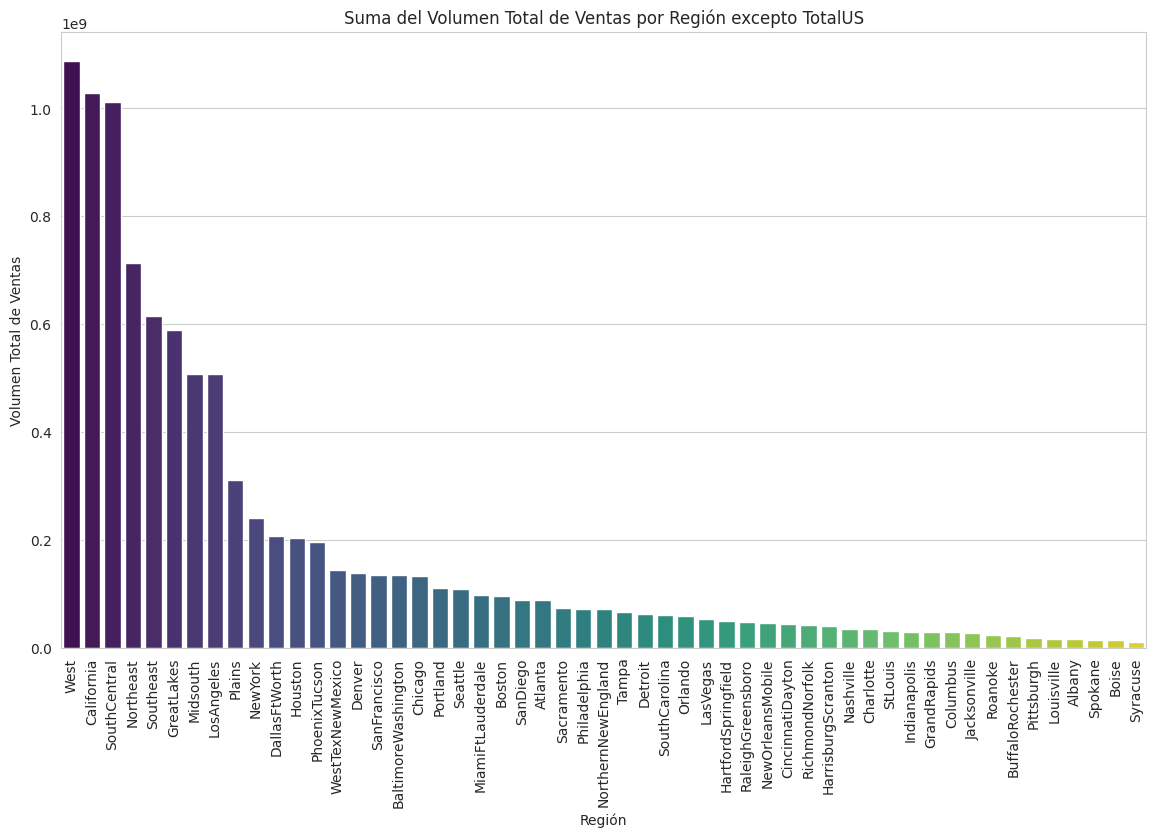 Suma del Volumen Total de Ventas por Región excepto TotalUS
1e9
1.0
0.8
0.6
0.4
0.2
0.0
Volumen Total de Ventas
West
California
SouthCentral
Northeast
Southeast
GreatLakes
Midsouth
LosAngeles
Plains
NewYork
DallasFtWorth
Houston
PhoenixTucson
WestTexNewMexico
Denver
SanFrancisco
BaltimoreWashington
Chicago
Portland
Seattle
MiamiFtLauderdale
Boston
SanDiego
Atlanta
Sacramento
Philadelphia
NorthernNewEngland
Tampa
Detroit
SouthCarolina
Orlando
LasVegas
HartfordSpringfield
RaleighGreensboro
NewOrleansMobile
CincinnatiDayton
RichmondNorfolk
HarrisburgScranton
Nashville
Charlotte
StLouis
Indianapolis
GrandRapids
Columbus
Jacksonville
Roanoke
BuffaloRochester
Pittsburgh
Louisville
Albany
Spokane
Boise
Syracuse
Región